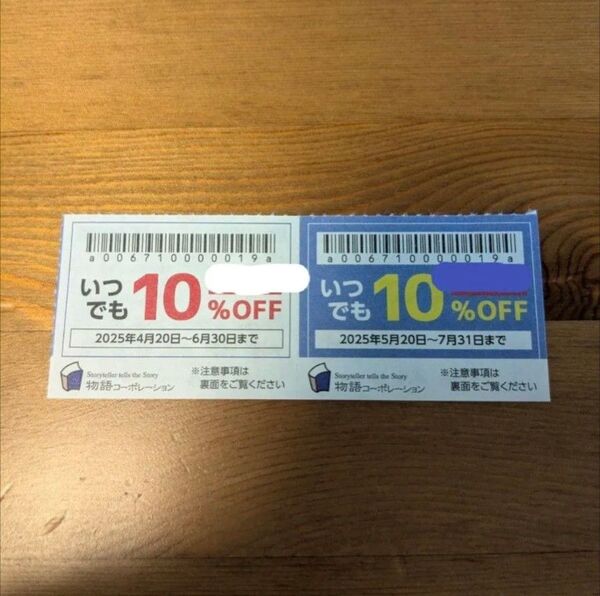 a006710000019a
いつでも
10%OFF
2025年4月20日〜6月30日まで
Storyteller tells the Story
物語コーポレーション
※注意事項は
裏面をご覧ください
a006710000019a
いつでも
10%OFF
2025年5月20日〜7月31日まで
Storyteller tells the Story
物語コーポレーション
※注意事項は
裏面をご覧ください